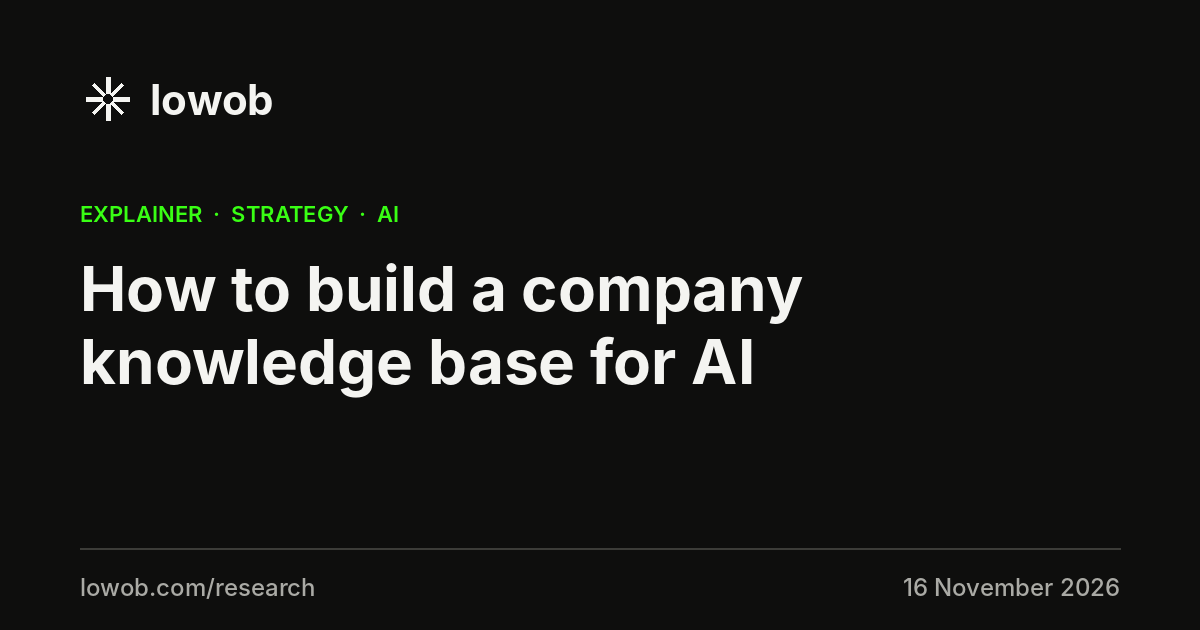 lowob
EXPLAINER · STRATEGY · AI
How to build a company
knowledge base for AI
lowob.com/research
16 November 2026